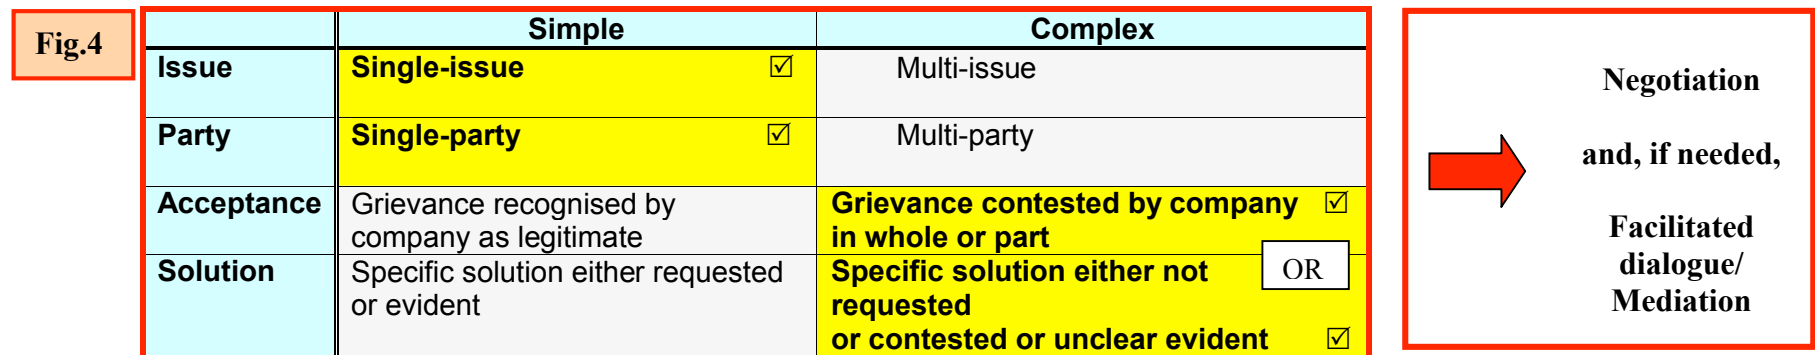 Fig.4
Simple Complex
Issue Single-issue ☑ Multi-issue
Party Single-party ☑ Multi-party
Acceptance Grievance recognised by Grievance contested by company ☑
company as legitimate in whole or part
OR
Solution Specific solution either requested Specific solution either not
or evident requested
or contested or unclear evident ☑
Negotiation
and, if needed,
Facilitated
dialogue/
Mediation